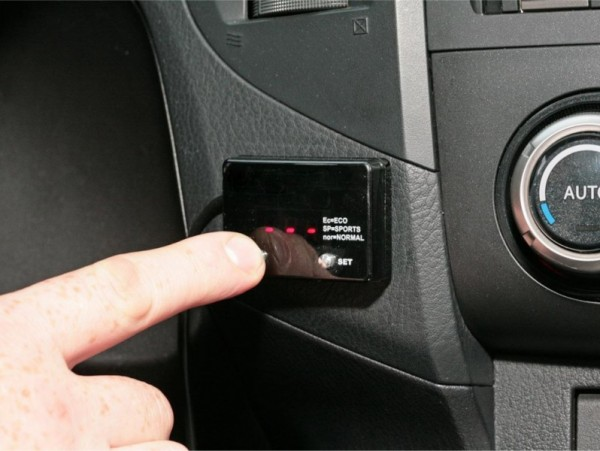 Ec=ECO
SP=SPORTS
nor=NORMAL
---
SET
AUTO